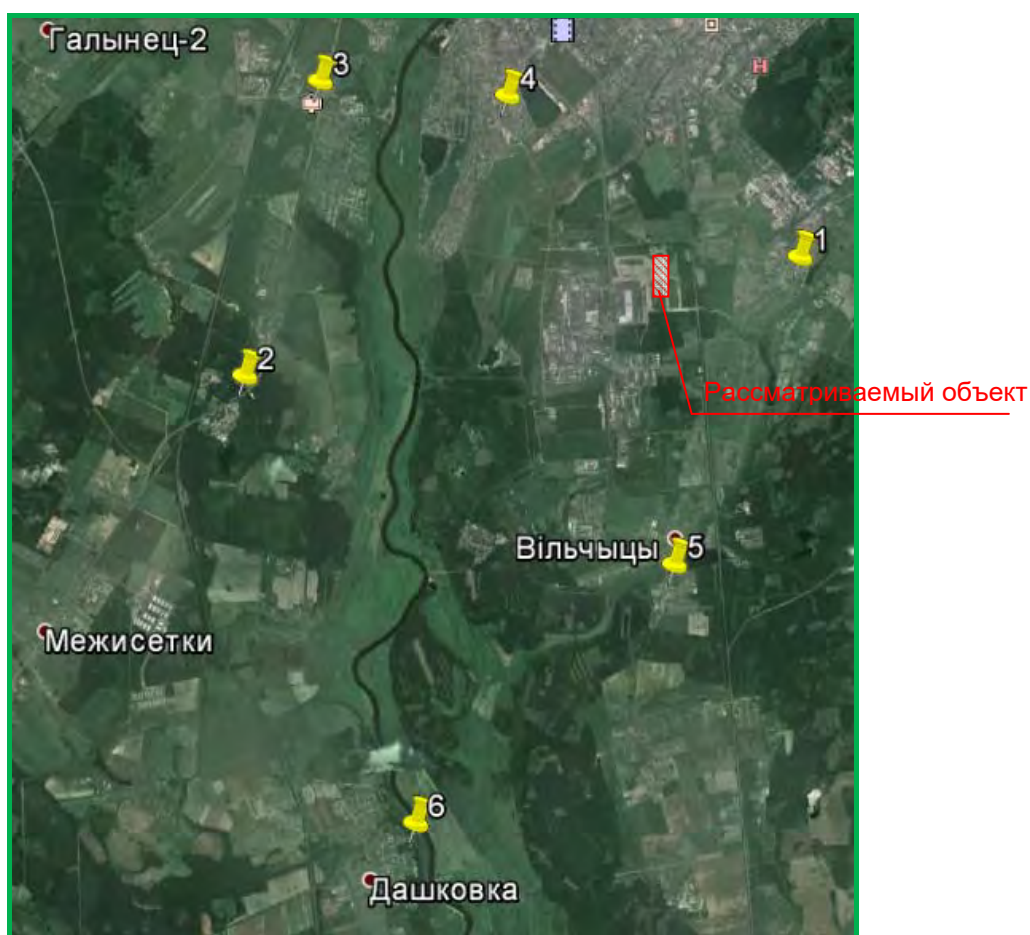 Галынец-2
3
4
H
1
2
Рассматриваемый объект
Вільчыцы 5
Межисетки
6
Дашковка